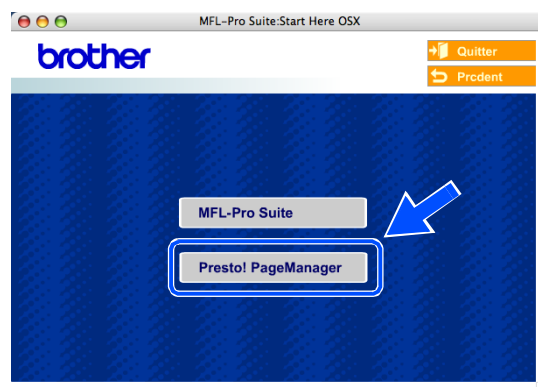 MFL-Pro Suite:Start Here OSX
brother
Quitter
Prcdent
MFL-Pro Suite
Presto! PageManager